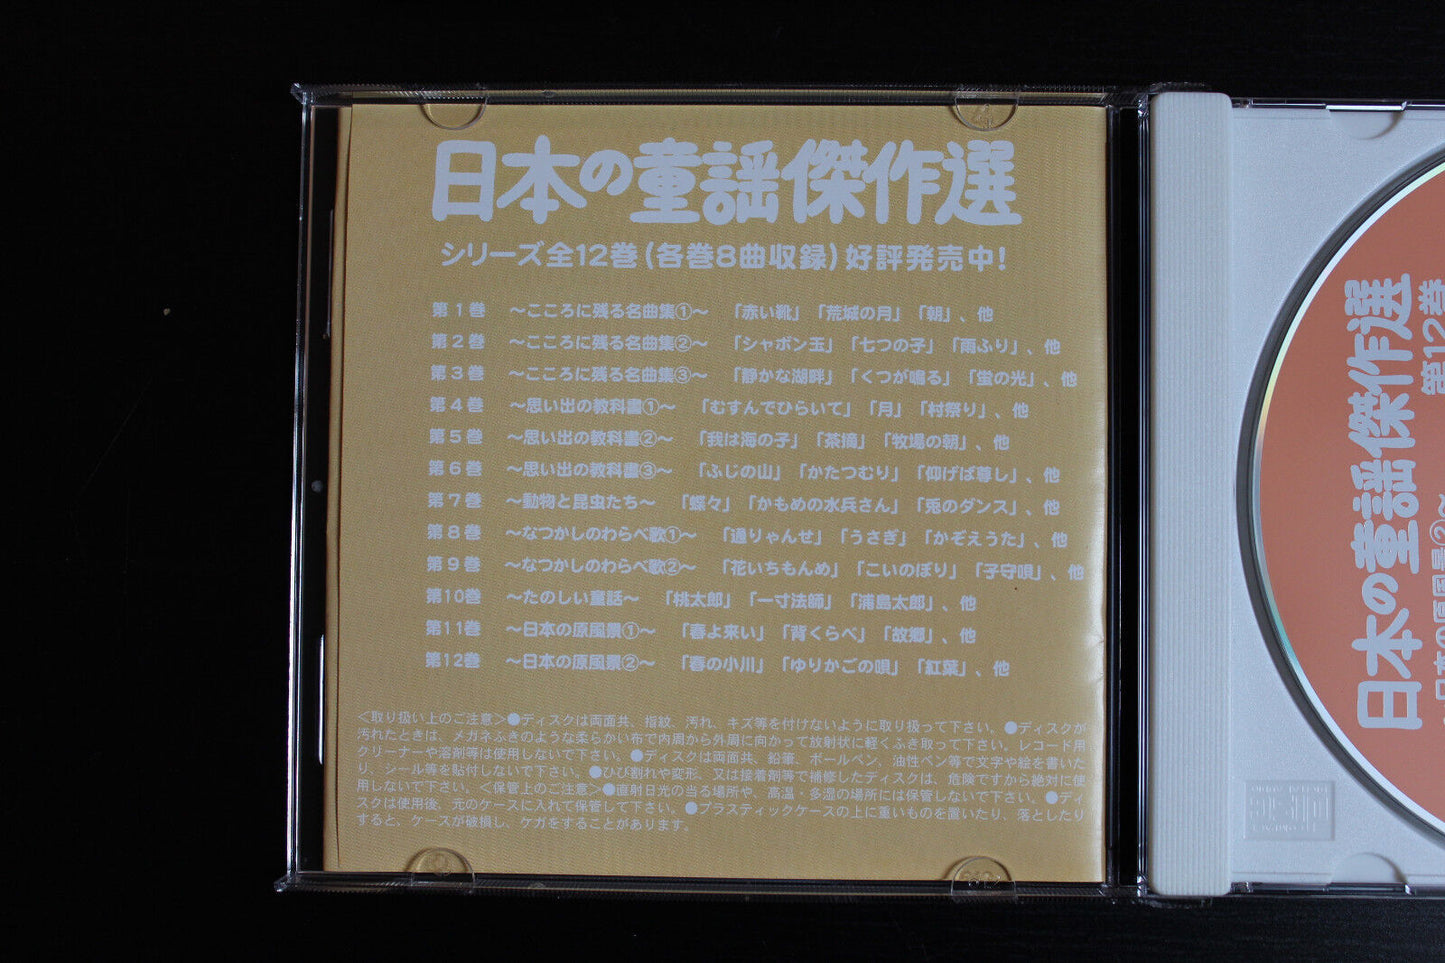 日本の童謡傑作選
シリーズ全12巻(各巻8曲収録)好評発売中!
第1巻 〜こころに残る名曲集①〜 「赤い靴」「荒城の月」「朝」、他
第2巻 〜こころに残る名曲集②〜 「シャボン玉」「七つの子」「雨ふり」、他
第3巻 〜こころに残る名曲集③〜 「静かな湖畔」「くつが鳴る」「蛍の光」、他
第4巻 〜思い出の教科書①〜 「むすんでひらいて」「月」「村祭り」、他
第5巻 〜思い出の教科書②〜 「我は海の子」「茶摘」「牧場の朝」、他
第6巻 〜思い出の教科書③〜 「ふじの山」「かたつむり」「仰げば尊し」、他
第7巻 〜動物と昆虫たち〜 「蝶々」「かもめの水兵さん」「兎のダンス」、他
第8巻 〜なつかしのわらべ歌①〜 「通りゃんせ」「うさぎ」「かぞえうた」、他
第9巻 〜なつかしのわらべ歌②〜 「花いちもんめ」「こいのぼり」「子守唄」、他
第10巻 〜たのしい童話〜 「桃太郎」「一寸法師」「浦島太郎」、他
第11巻 〜日本の原風景①〜 「春よ来い」「背くらべ」「故郷」、他
第12巻 〜日本の原風景②〜 「春の小川」「ゆりかごの唄」「紅葉」、他
<取り扱い上のご注意>●ディスクは両面共、指紋、汚れ、キズ等を付けないように取り扱って下さい。●ディスクが
汚れたときは、メガネふきのような柔らかい布で内周から外周に向かって放射状に軽くふき取って下さい。レコード用
クリーナーや溶剤等は使用しないで下さい。●ディスクは両面共、鉛筆、ボールペン、油性ペン等で文字や絵を書いた
り、シール等を貼付しないで下さい。●ひび割れや変形、又は接着剤等で補修したディスクは、危険ですから絶対に使
用しないで下さい。<保管上のご注意>●直射日光の当る場所や、高温・多湿の場所には保管しないで下さい。●ディ
スクは使用後、元のケースに入れて保管して下さい。●プラスティックケースの上に重いものを置いたり、落としたり
すると、ケースが破損し、ケガをすることがあります。
日本の童謡傑作選
第12巻
日本の原風景②〜